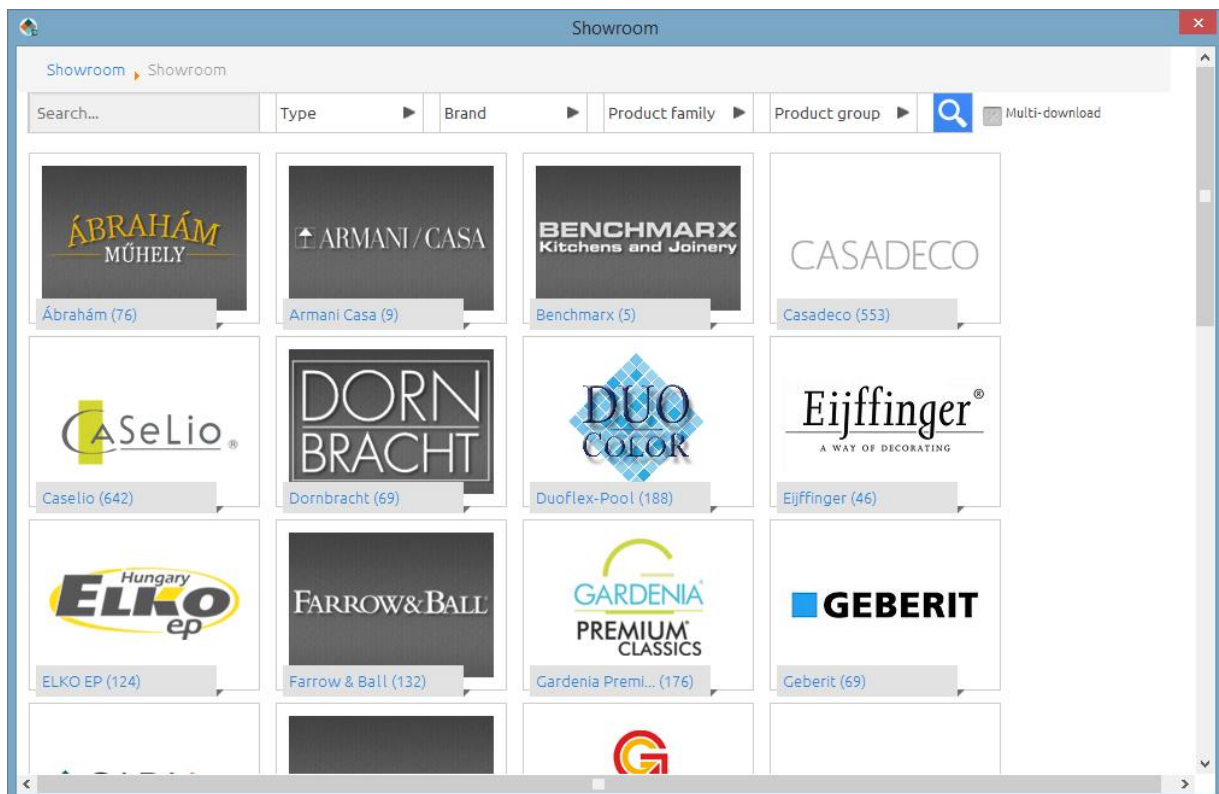 Showroom
Showroom Showroom
Search... Type Brand Product family Product group Multi-download
ÁBRAHÁM
MŰHELY
Ábrahám (76)
ARMANI / CASA
Armani Casa (9)
BENCHMARX
Kitchens and Joinery
Benchmarx (5)
CASADECO
Casadeco (553)
CASeLio®
Caselio (642)
DORN
BRACHT
Dornbracht (69)
DUO
COLOR
Duoflex-Pool (188)
Eijffinger®
A WAY OF DECORATING
Eijffinger (46)
Hungary
ELKO
ep
ELKO EP (124)
FARROW&BALL
Farrow & Ball (132)
GARDENIA
PREMIUM
CLASSICS
Gardenia Premi... (176)
GEBERIT
Geberit (69)